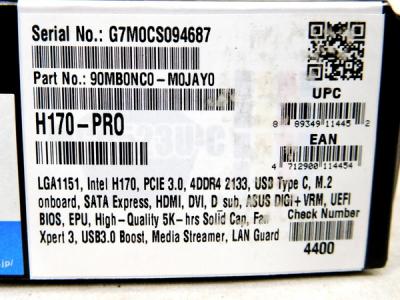 Serial No.: G7M0CS094687
Part No.: 90MB0NC0-M0JAY0
UPC
8 89349 11445 2
H170-PRO
EAN
4 712900 114454
LGA1151, Intel H170, PCIE 3.0, 4DDR4 2133, USB Type C, M.2
onboard, SATA Express, HDMI, DVI, D sub, ASUS DIGI+ VRM, UEFI
BIOS, EPU, High-Quality 5K-hrs Solid Cap, Fan
Xpert 3, USB3.0 Boost, Media Streamer, LAN Guard
Check Number
4400
.jp/